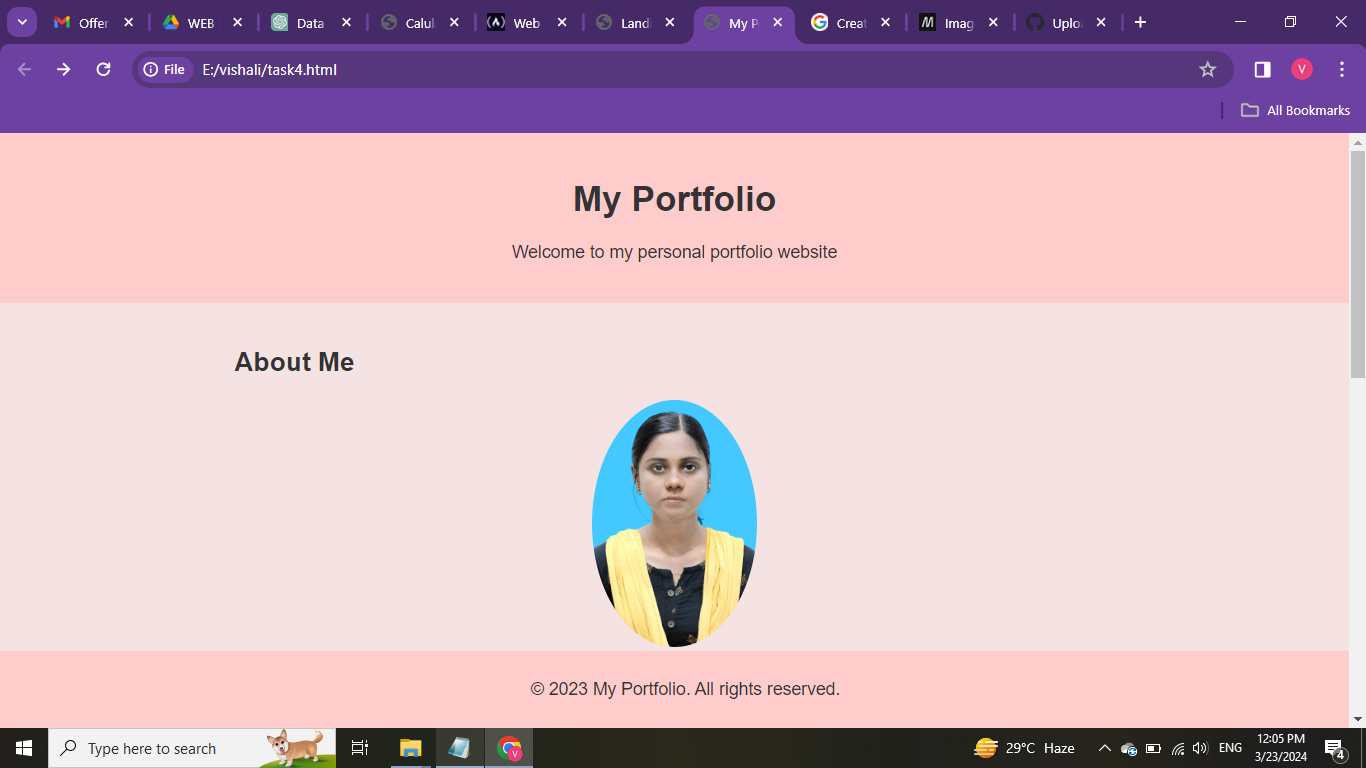 Offer
WEB
Data
Calul
Web
Landi
My P
Creat
Imag
Uplo
File
E:/vishali/task4.html
V
All Bookmarks
My Portfolio
Welcome to my personal portfolio website
About Me
© 2023 My Portfolio. All rights reserved.
Type here to search
V
29°C Haze
ENG
12:05 PM
3/23/2024
4